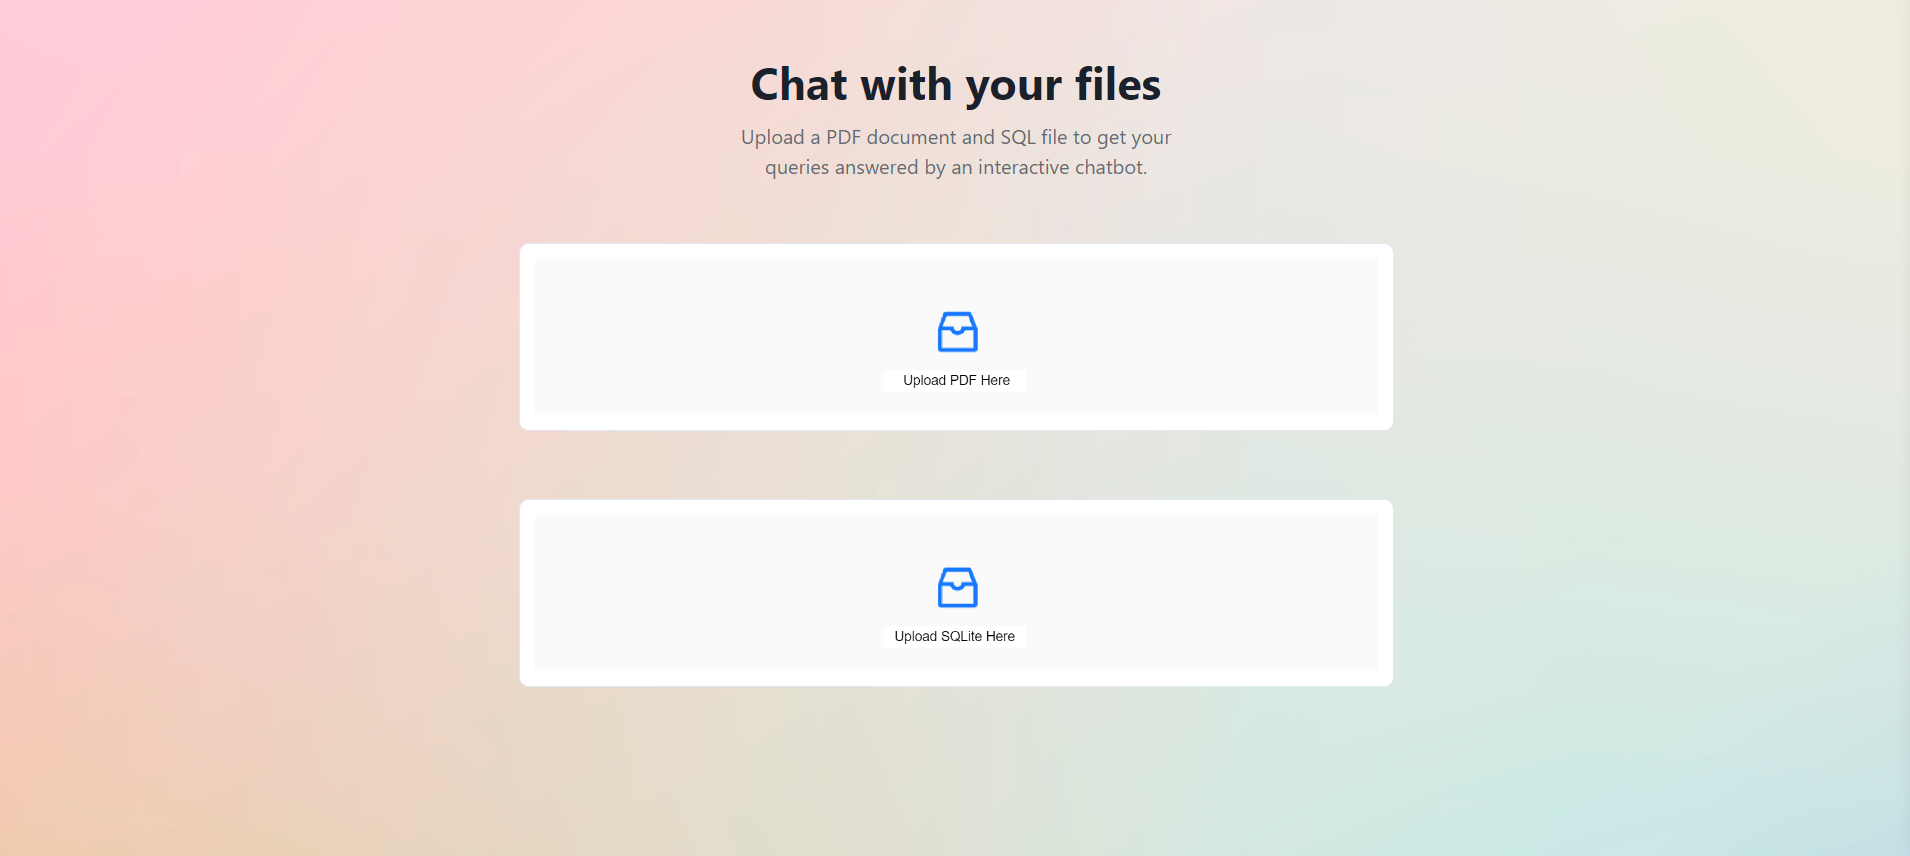 Chat with your files
Upload a PDF document and SQL file to get your
queries answered by an interactive chatbot.
Upload PDF Here
Upload SQLite Here